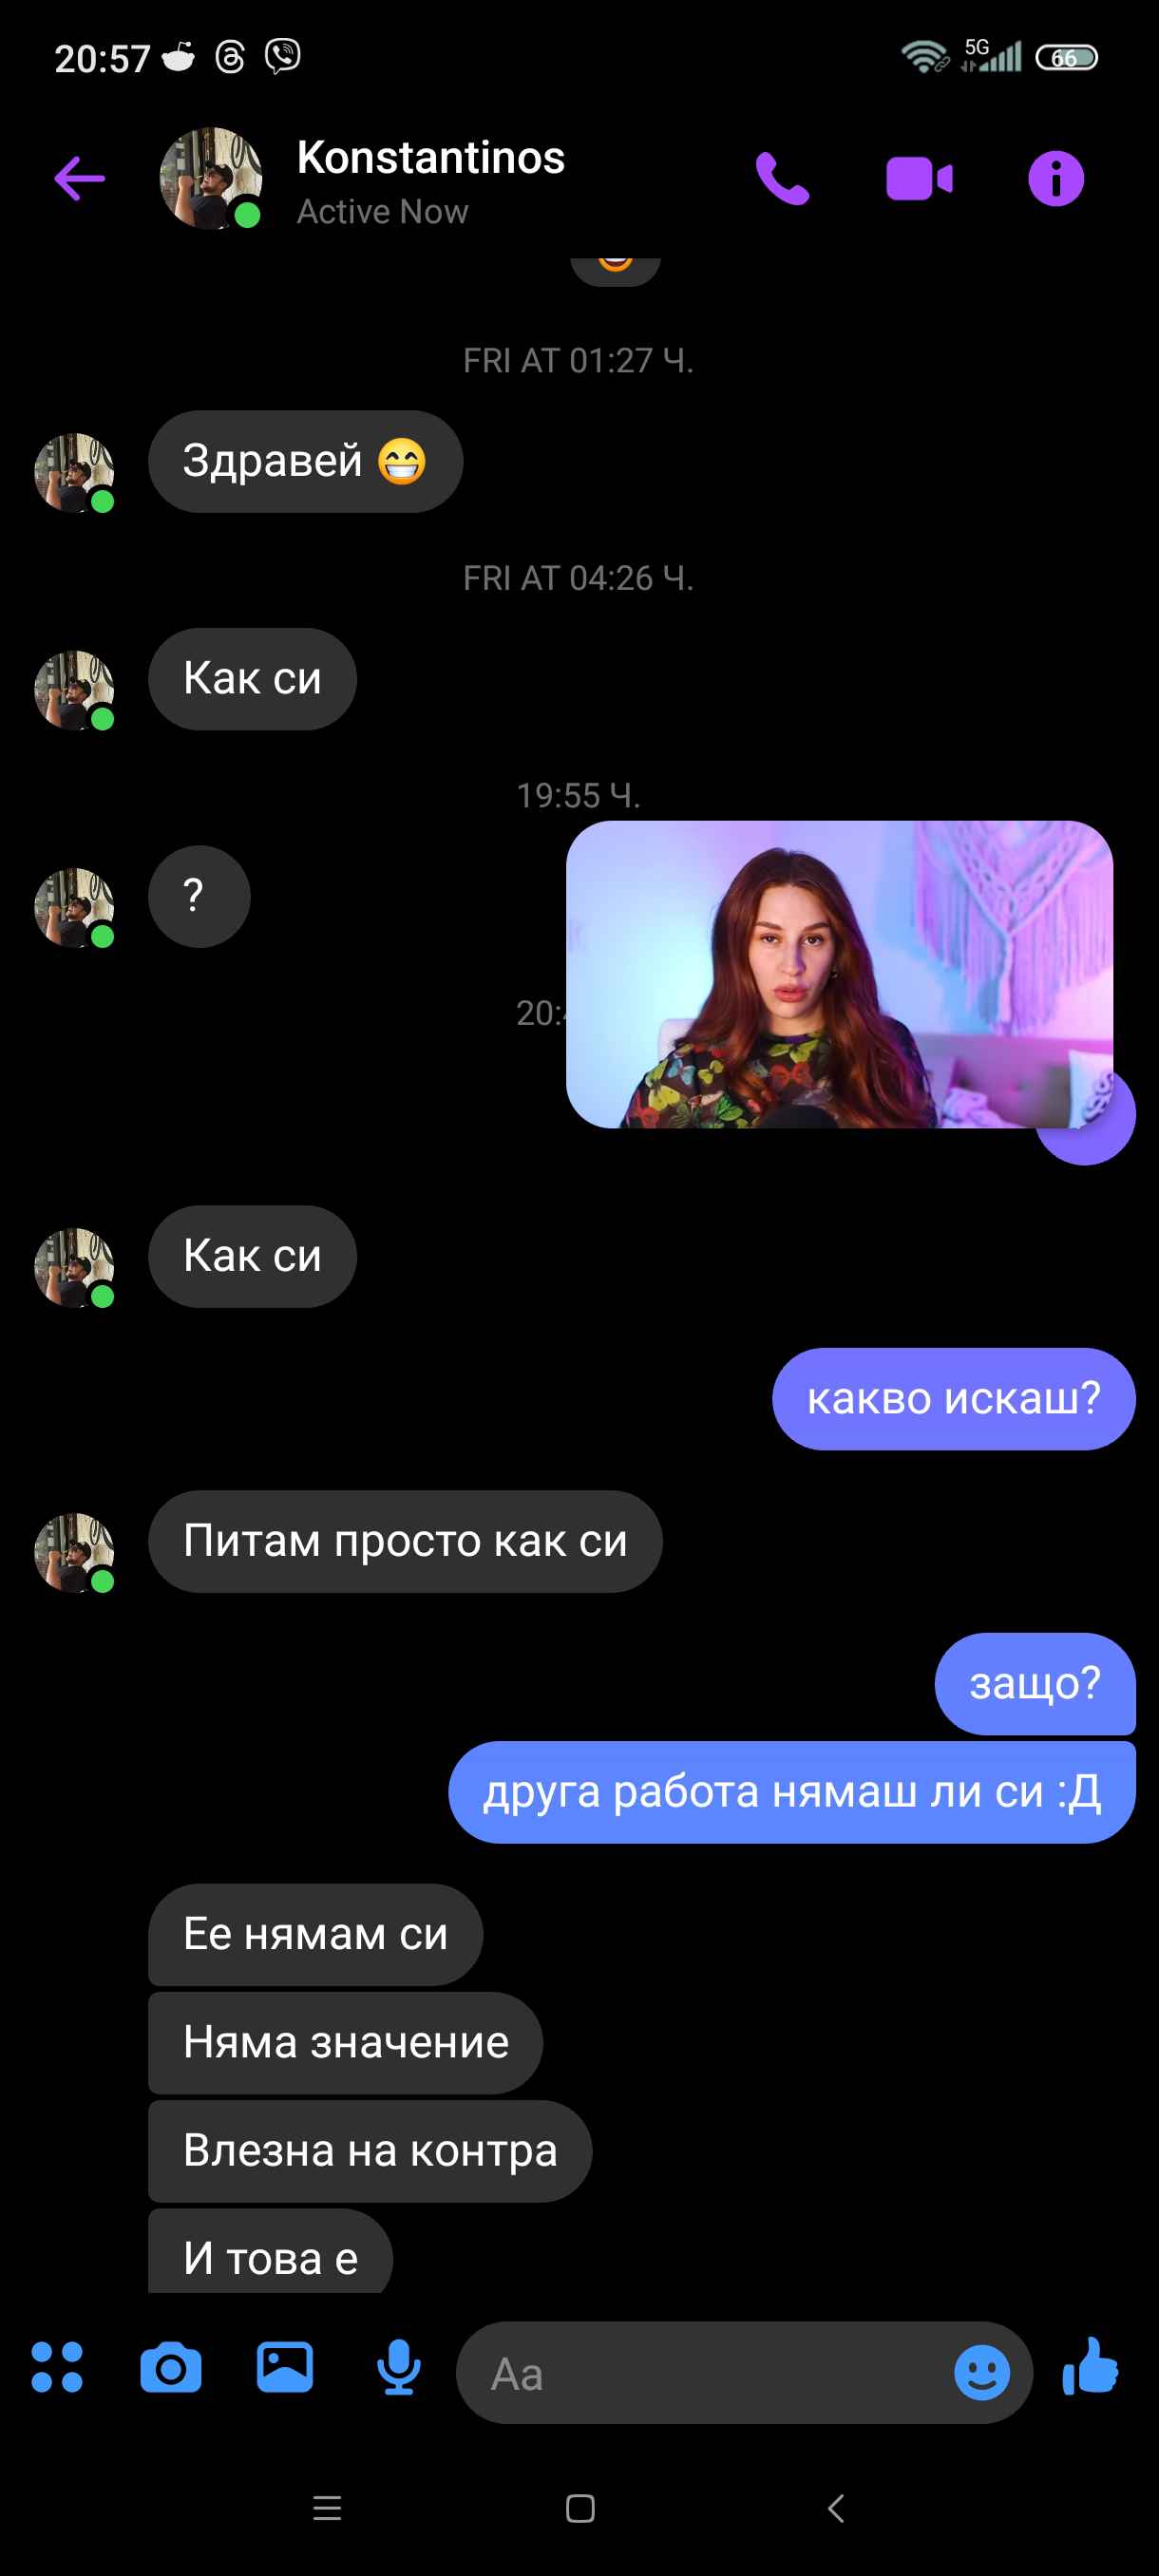 20:57
5G
66
Konstantinos
Active Now
FRI AT 01:27 Ч.
Здравей 😁
FRI AT 04:26 Ч.
Как си
19:55 Ч.
?
20:
Как си
какво искаш?
Питам просто как си
защо?
друга работа нямаш ли си :Д
Ее нямам си
Няма значение
Влезна на контра
И това е
Aa